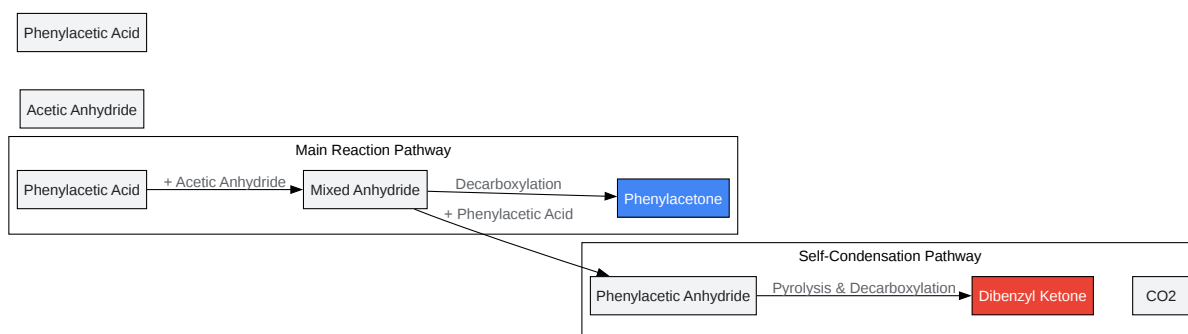 Phenylacetic Acid
Acetic Anhydride
Main Reaction Pathway
Phenylacetic Acid
+ Acetic Anhydride
Mixed Anhydride
Decarboxylation
Phenylacetone
+ Phenylacetic Acid
Self-Condensation Pathway
Phenylacetic Anhydride
Pyrolysis & Decarboxylation
Dibenzyl Ketone
CO2